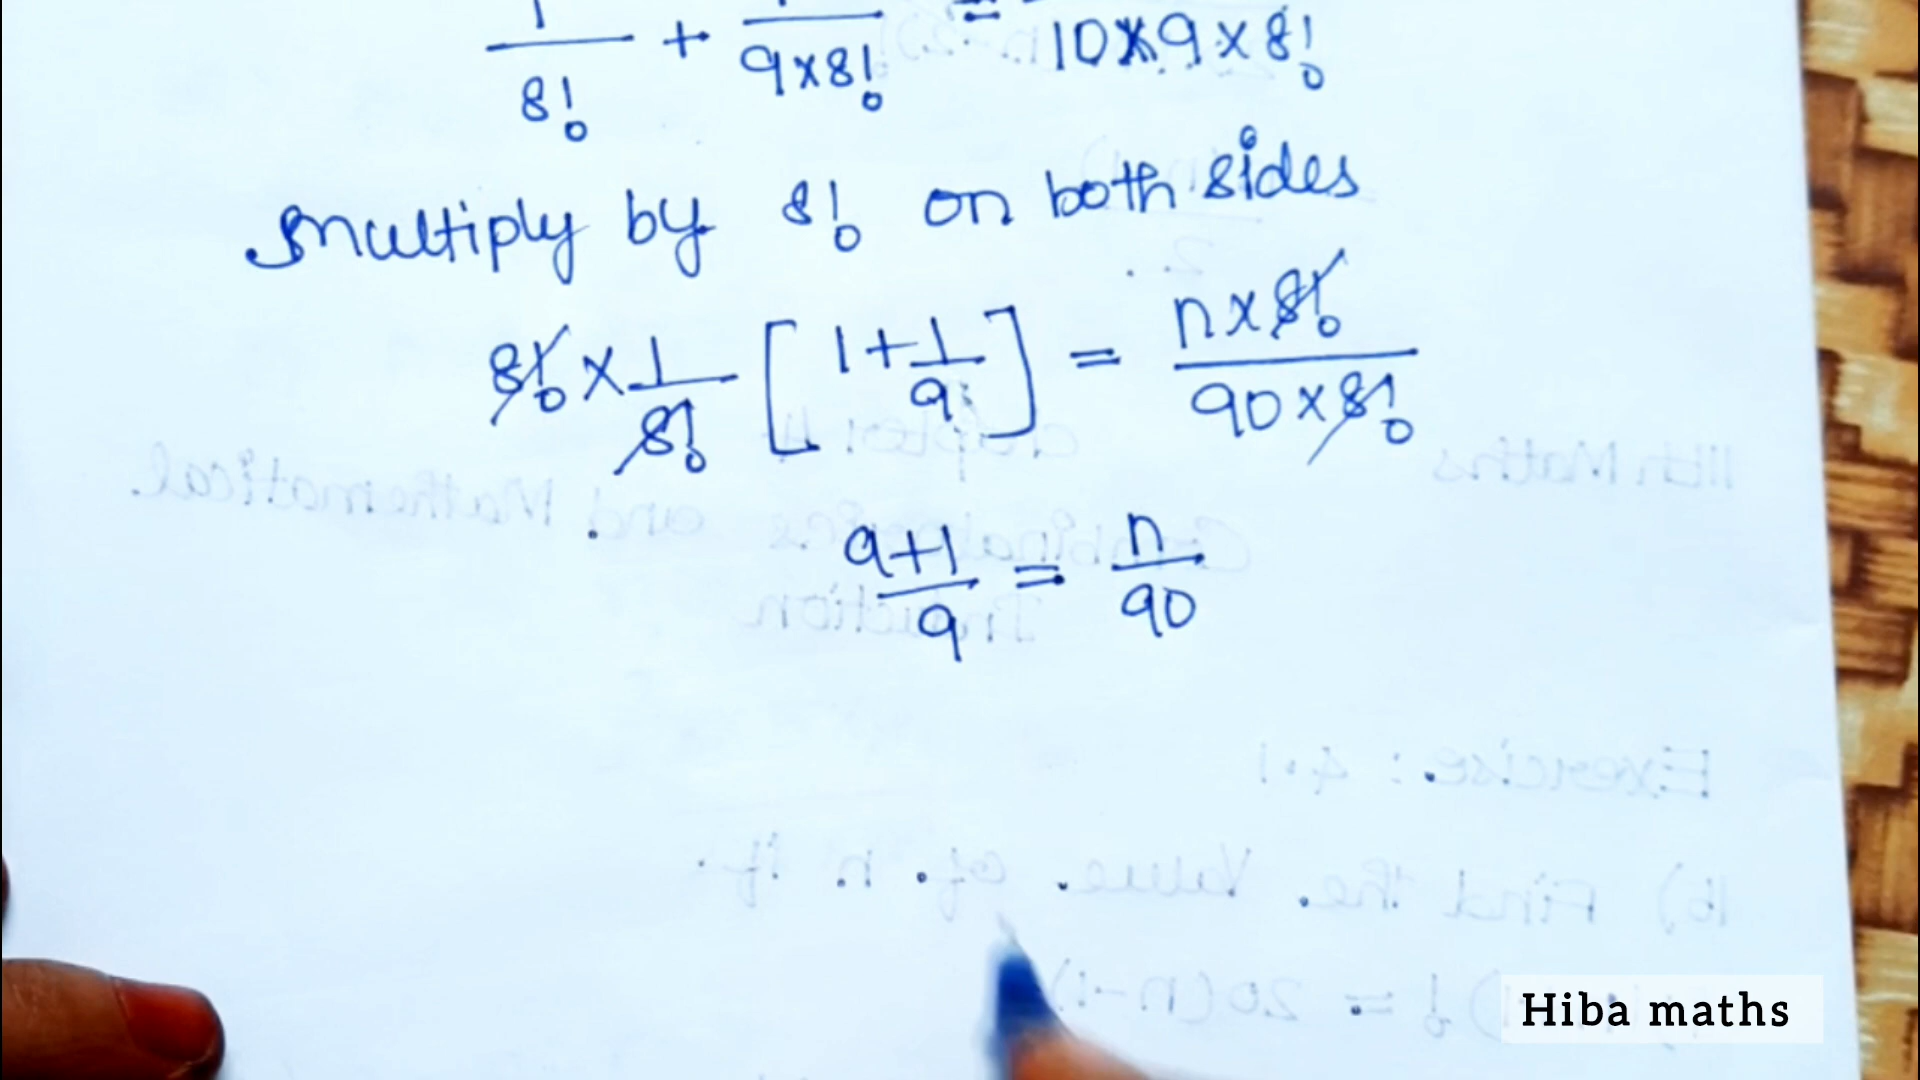 1/8! + 1/9×8! = 10×9×8!
Multiply by 8! on both sides
8! × 1/8! [1 + 1/9] = n×8!/90×8!
9+1/9 = n/90
Hiba maths